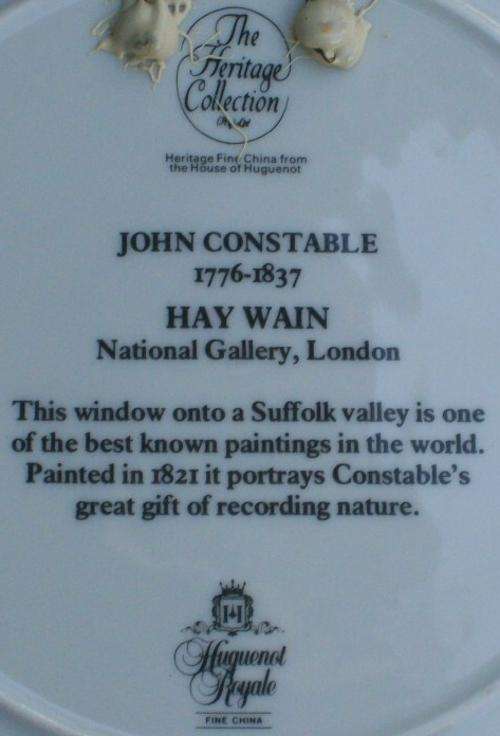 The
Heritage
Collection
(Pty) Ltd
Heritage Fine China from
the House of Huguenot
JOHN CONSTABLE
1776-1837
HAY WAIN
National Gallery, London
This window onto a Suffolk valley is one
of the best known paintings in the world.
Painted in 1821 it portrays Constable's
great gift of recording nature.
H
Huguenot
Royale
FINE CHINA